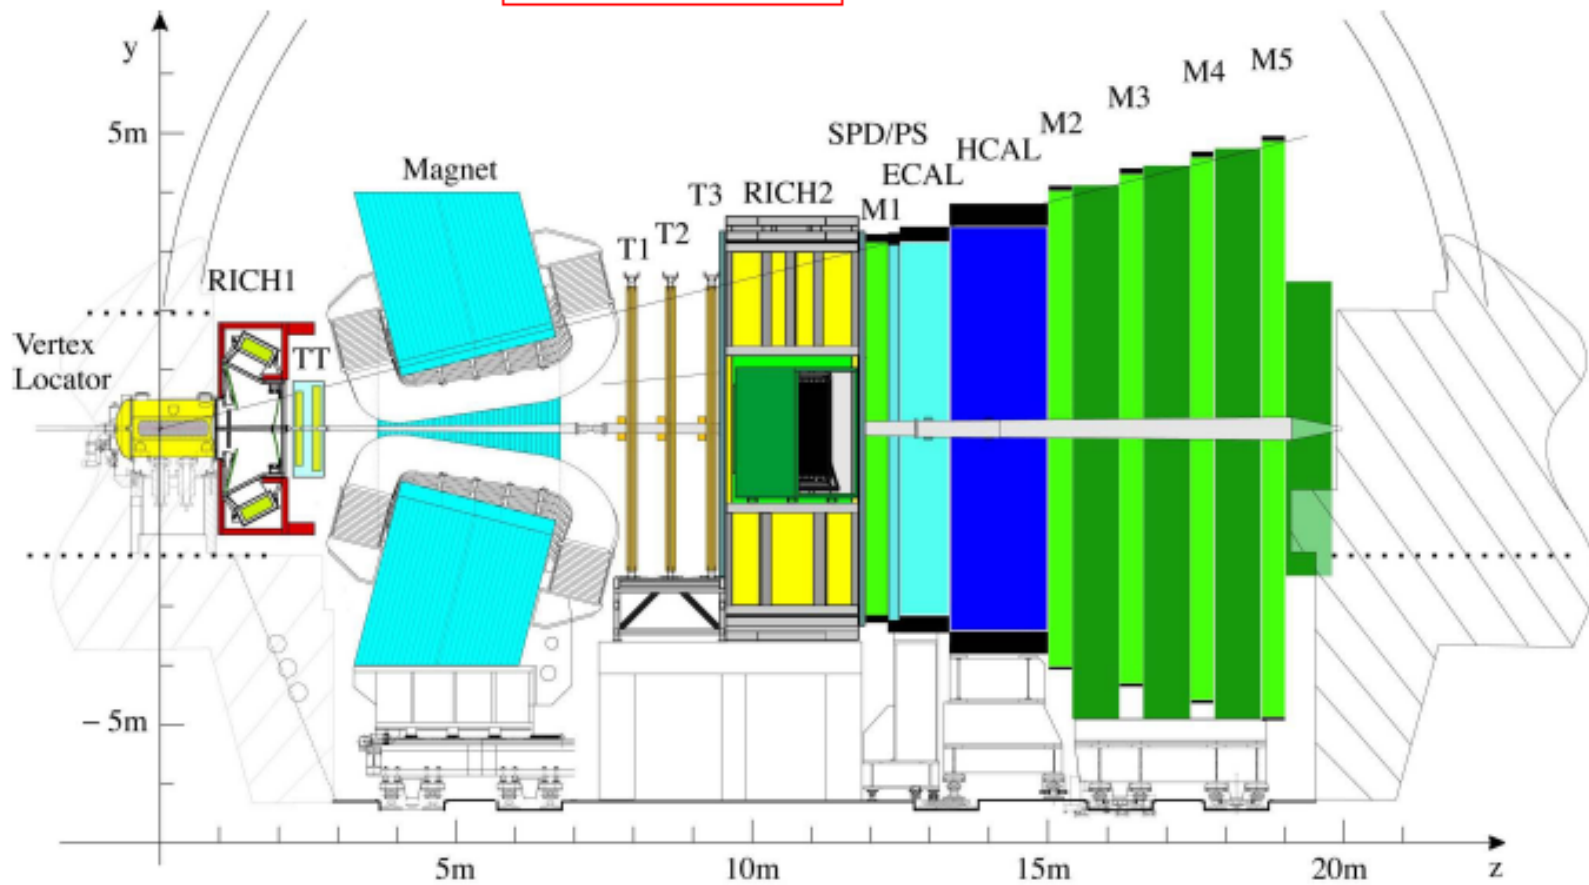 y
5m
Magnet
SPD/PS
ECAL
HCAL
M2
M3
M4
M5
T3
RICH2
M1
T2
T1
RICH1
TT
Vertex
Locator
− 5m
5m
10m
15m
20m
z